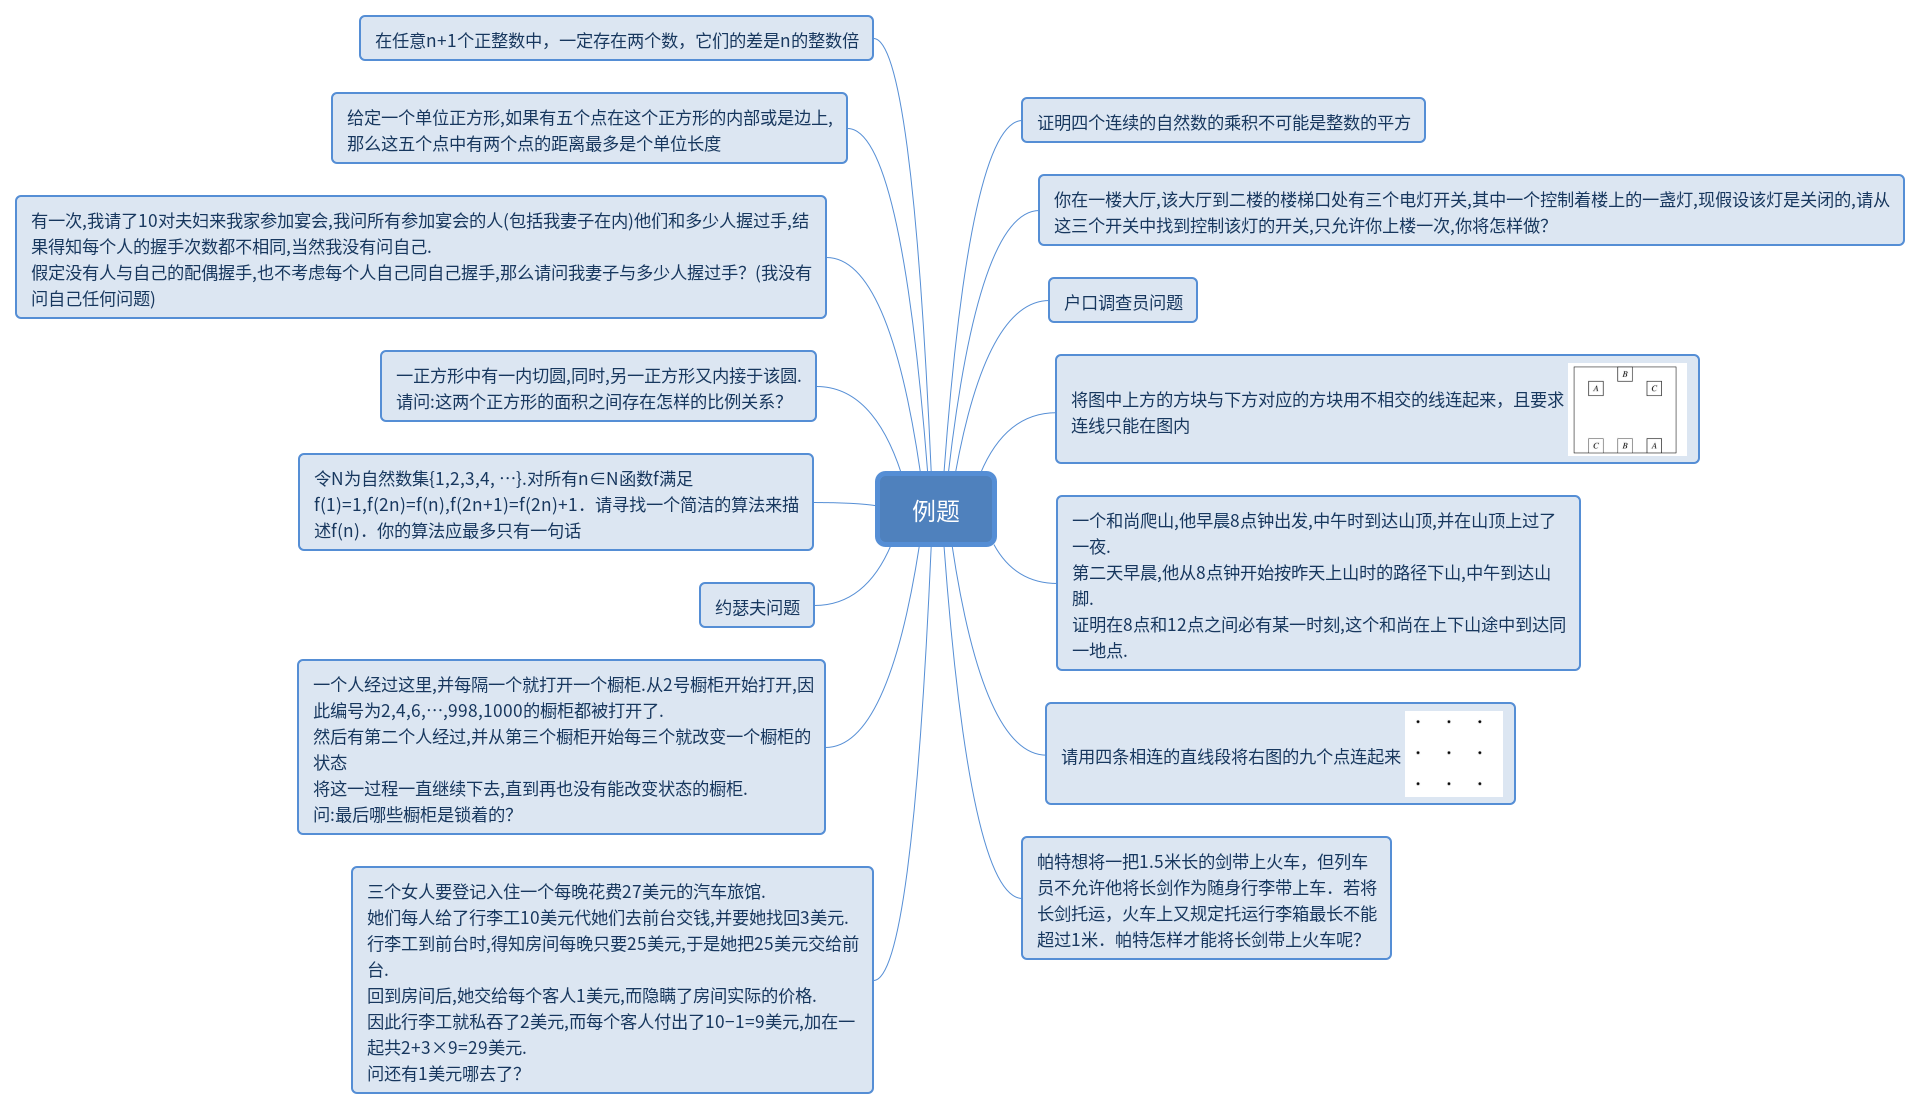 在任意n+1个正整数中，一定存在两个数，它们的差是n的整数倍
给定一个单位正方形,如果有五个点在这个正方形的内部或是边上,
那么这五个点中有两个点的距离最多是个单位长度
有一次,我请了10对夫妇来我家参加宴会,我问所有参加宴会的人(包括我妻子在内)他们和多少人握过手,结
果得知每个人的握手次数都不相同,当然我没有问自己.
假定没有人与自己的配偶握手,也不考虑每个人自己同自己握手,那么请问我妻子与多少人握过手？(我没有
问自己任何问题)
一正方形中有一内切圆,同时,另一正方形又内接于该圆.
请问:这两个正方形的面积之间存在怎样的比例关系？
令N为自然数集{1,2,3,4, …}.对所有n∈N函数f满足
f(1)=1,f(2n)=f(n),f(2n+1)=f(2n)+1．请寻找一个简洁的算法来描
述f(n)．你的算法应最多只有一句话
约瑟夫问题
一个人经过这里,并每隔一个就打开一个橱柜.从2号橱柜开始打开,因
此编号为2,4,6,…,998,1000的橱柜都被打开了.
然后有第二个人经过,并从第三个橱柜开始每三个就改变一个橱柜的
状态
将这一过程一直继续下去,直到再也没有能改变状态的橱柜.
问:最后哪些橱柜是锁着的？
三个女人要登记入住一个每晚花费27美元的汽车旅馆.
她们每人给了行李工10美元代她们去前台交钱,并要她找回3美元.
行李工到前台时,得知房间每晚只要25美元,于是她把25美元交给前
台.
回到房间后,她交给每个客人1美元,而隐瞒了房间实际的价格.
因此行李工就私吞了2美元,而每个客人付出了10−1=9美元,加在一
起共2+3×9=29美元.
问还有1美元哪去了？
例题
证明四个连续的自然数的乘积不可能是整数的平方
你在一楼大厅,该大厅到二楼的楼梯口处有三个电灯开关,其中一个控制着楼上的一盏灯,现假设该灯是关闭的,请从
这三个开关中找到控制该灯的开关,只允许你上楼一次,你将怎样做？
户口调查员问题
将图中上方的方块与下方对应的方块用不相交的线连起来，且要求
连线只能在图内
B
A C
C B A
一个和尚爬山,他早晨8点钟出发,中午时到达山顶,并在山顶上过了
一夜.
第二天早晨,他从8点钟开始按昨天上山时的路径下山,中午到达山
脚.
证明在8点和12点之间必有某一时刻,这个和尚在上下山途中到达同
一地点.
请用四条相连的直线段将右图的九个点连起来
帕特想将一把1.5米长的剑带上火车，但列车
员不允许他将长剑作为随身行李带上车．若将
长剑托运，火车上又规定托运行李箱最长不能
超过1米．帕特怎样才能将长剑带上火车呢？